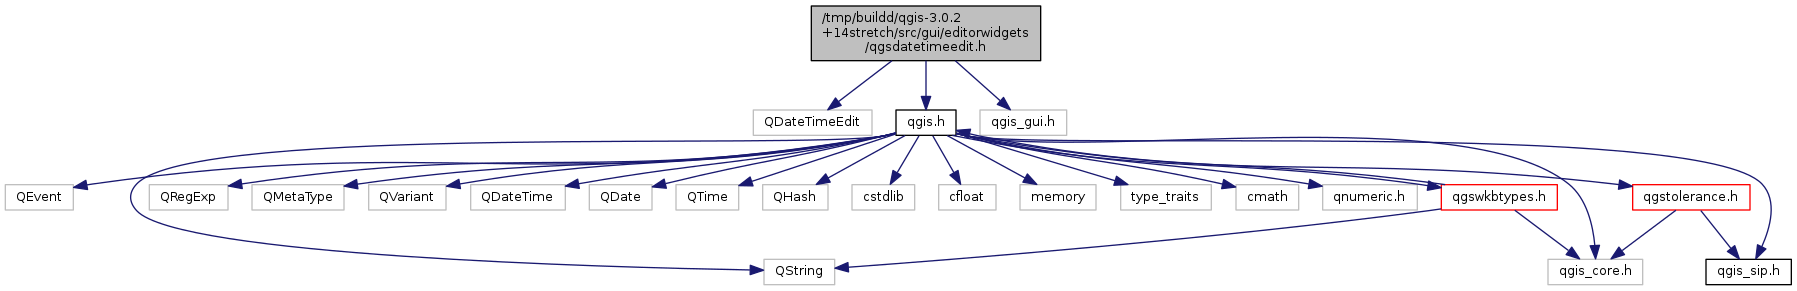 /tmp/buildd/qgis-3.0.2
+14stretch/src/gui/editorwidgets
/qgsdatetimeedit.h
QDateTimeEdit
qgis.h
qgis_gui.h
QEvent
QRegExp
QMetaType
QVariant
QDateTime
QDate
QTime
QHash
cstdlib
cfloat
memory
type_traits
cmath
qnumeric.h
qgswkbtypes.h
qgstolerance.h
QString
qgis_core.h
qgis_sip.h